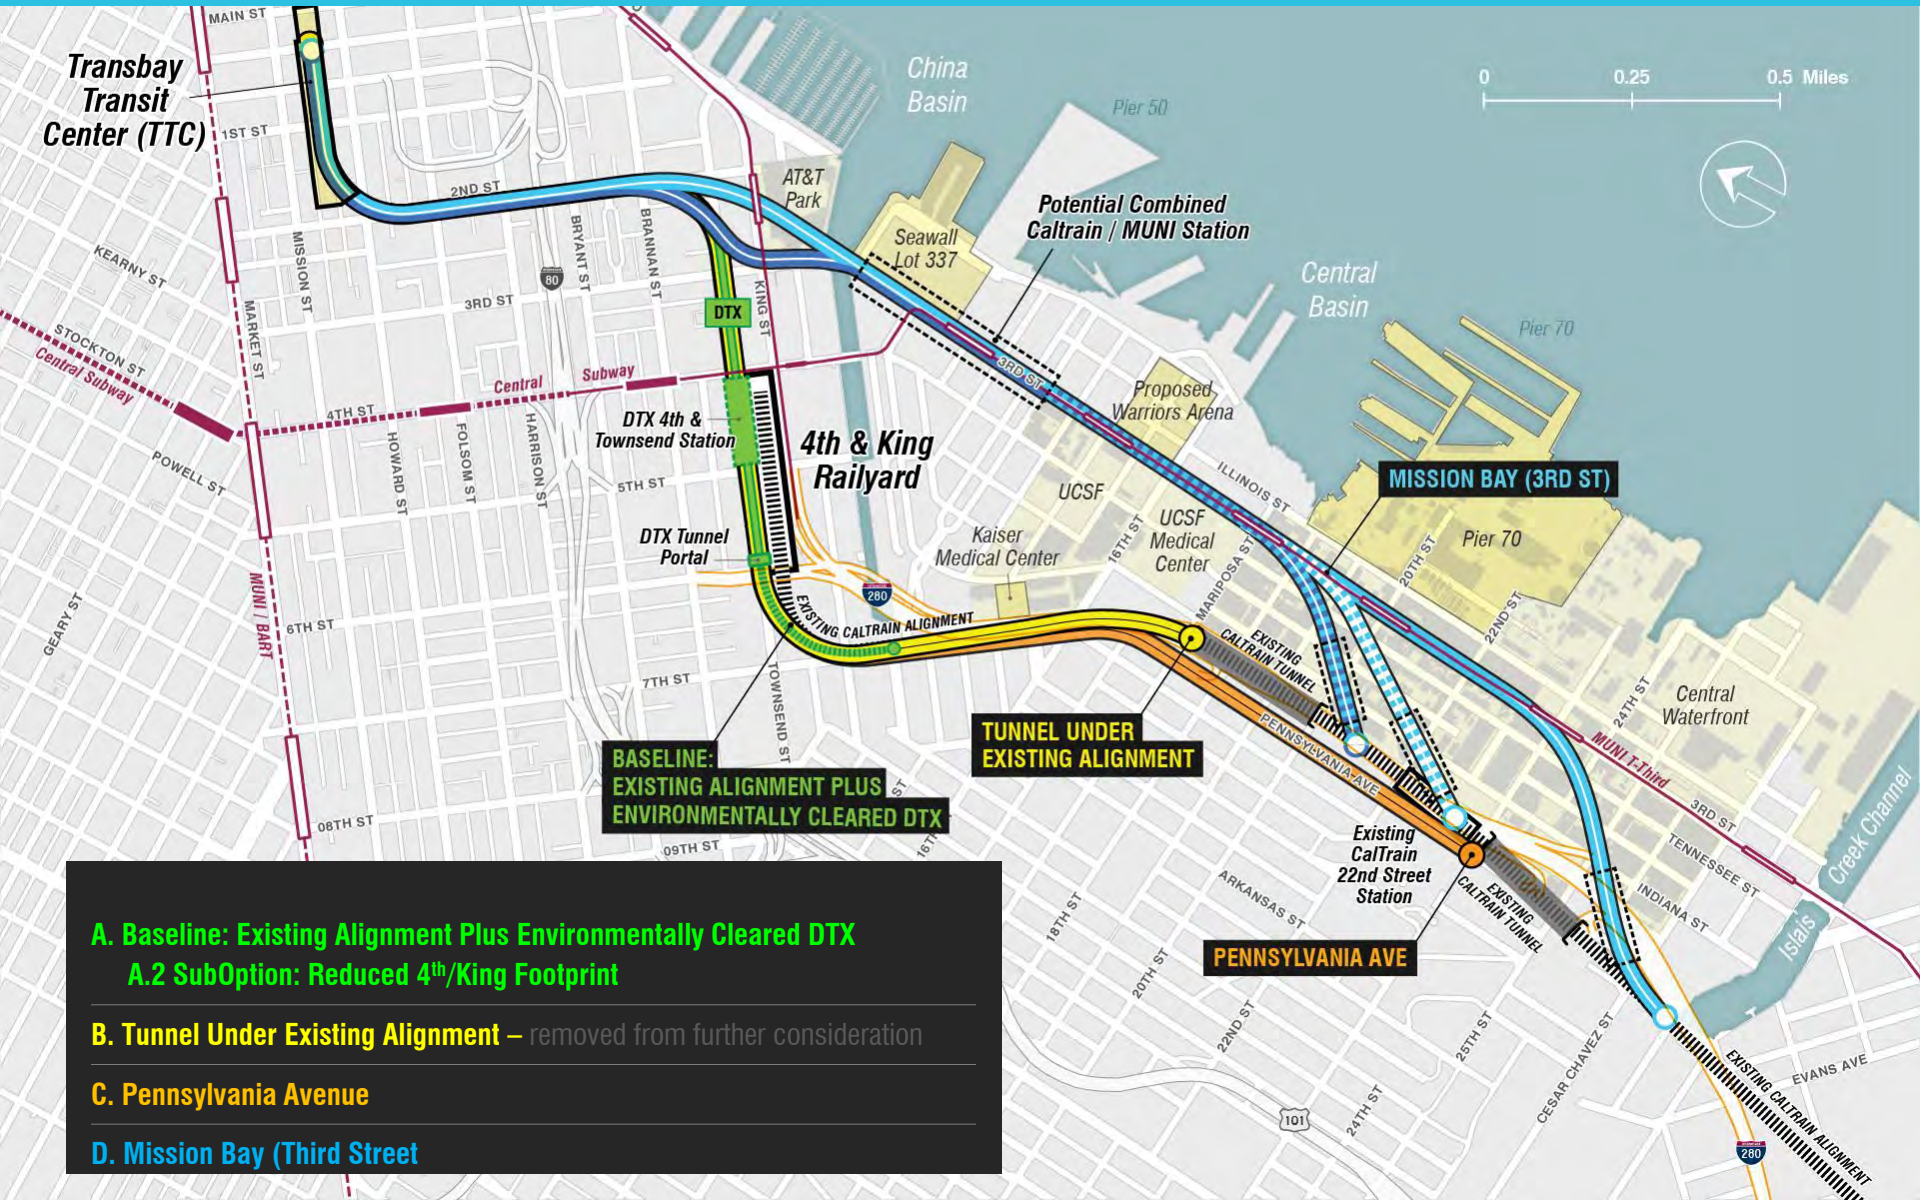 MAIN ST
Transbay
Transit
Center (TTC)
1ST ST
2ND ST
China
Basin
Pier 50
0 0.25 0.5 Miles
AT&T
Park
Seawall
Lot 337
Potential Combined
Caltrain / MUNI Station
Central
Basin
Pier 70
KEARNY ST
MISSION ST
BRYANT ST
BRANNAN ST
80
3RD ST
DTX
KING ST
STOCKTON ST
Central Subway
MARKET ST
Central Subway
4TH ST
3RD ST
Proposed
Warriors Arena
DTX 4th &
Townsend Station
4th & King
Railyard
HOWARD ST
FOLSOM ST
HARRISON ST
POWELL ST
5TH ST
UCSF
ILLINOIS ST
MISSION BAY (3RD ST)
DTX Tunnel
Portal
Kaiser
Medical Center
16TH ST
UCSF
Medical
Center
MARIPOSA ST
20TH ST
Pier 70
280
EXISTING CALTRAIN ALIGNMENT
GEARY ST
MUNI / BART
6TH ST
22ND ST
EXISTING
CALTRAIN TUNNEL
7TH ST
TOWNSEND ST
24TH ST
Central
Waterfront
TUNNEL UNDER
EXISTING ALIGNMENT
PENNSYLVANIA AVE
MUNI T-Third
BASELINE:
EXISTING ALIGNMENT PLUS
ENVIRONMENTALLY CLEARED DTX
ST
16TH
08TH ST
09TH ST
3RD ST
TENNESSEE ST
Creek Channel
Islais
Existing
CalTrain
22nd Street
Station
EXISTING
CALTRAIN TUNNEL
INDIANA ST
ARKANSAS ST
18TH ST
20TH ST
PENNSYLVANIA AVE
22ND ST
25TH ST
CESAR CHAVEZ ST
24TH ST
101
EVANS AVE
EXISTING CALTRAIN ALIGNMENT
280
A. Baseline: Existing Alignment Plus Environmentally Cleared DTX
A.2 SubOption: Reduced 4th/King Footprint
B. Tunnel Under Existing Alignment – removed from further consideration
C. Pennsylvania Avenue
D. Mission Bay (Third Street